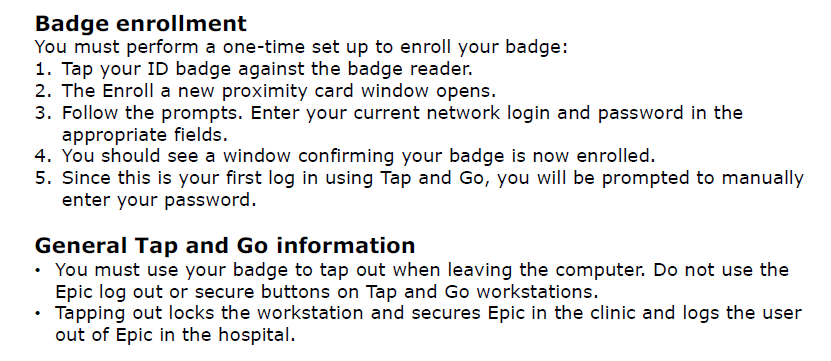 Badge enrollment
You must perform a one-time set up to enroll your badge:
1. Tap your ID badge against the badge reader.
2. The Enroll a new proximity card window opens.
3. Follow the prompts. Enter your current network login and password in the
appropriate fields.
4. You should see a window confirming your badge is now enrolled.
5. Since this is your first log in using Tap and Go, you will be prompted to manually
enter your password.
General Tap and Go information
• You must use your badge to tap out when leaving the computer. Do not use the
Epic log out or secure buttons on Tap and Go workstations.
• Tapping out locks the workstation and secures Epic in the clinic and logs the user
out of Epic in the hospital.